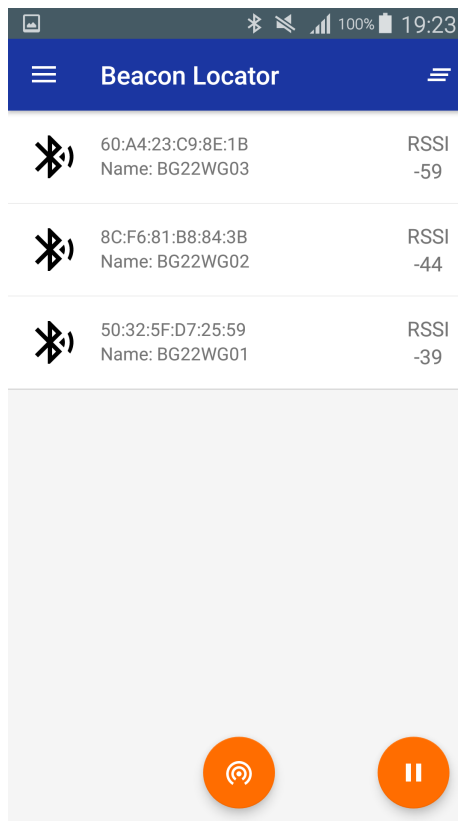 100% 19:23
Beacon Locator
60:A4:23:C9:8E:1B RSSI
Name: BG22WG03 -59
8C:F6:81:B8:84:3B RSSI
Name: BG22WG02 -44
50:32:5F:D7:25:59 RSSI
Name: BG22WG01 -39